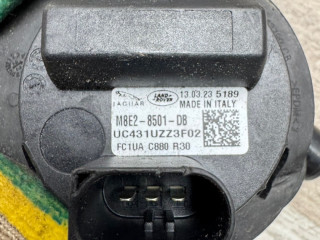 JAGUAR
LAND ROVER
13.03.23 5189
MADE IN ITALY
M8E2-8501-DB
UC431UZZ3F02
FC1UA C880 R30